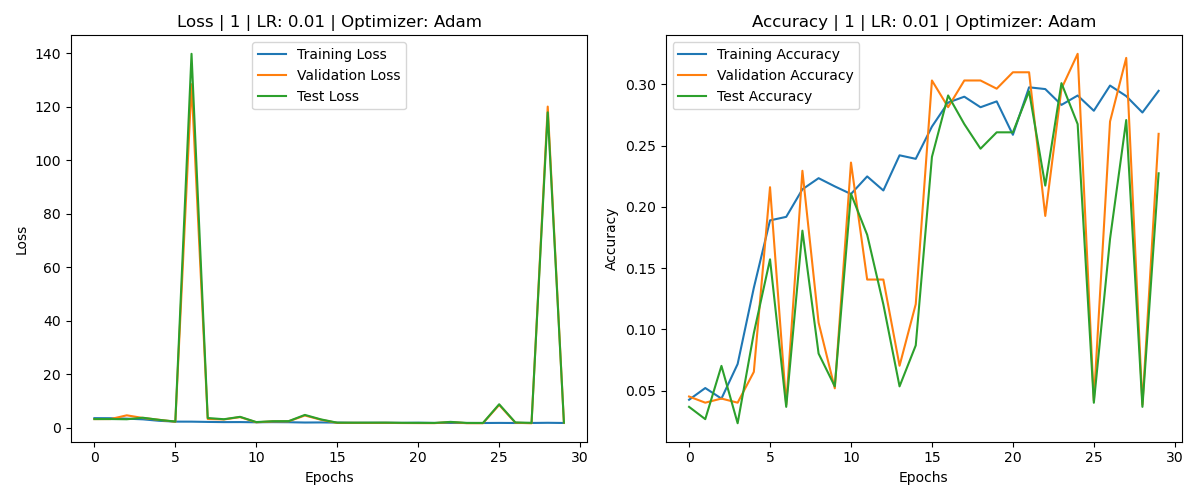 Loss | 1 | LR: 0.01 | Optimizer: Adam
Training Loss
Validation Loss
Test Loss
140
120
100
80
60
40
20
0
Loss
0 5 10 15 20 25 30
Epochs
Accuracy | 1 | LR: 0.01 | Optimizer: Adam
Training Accuracy
Validation Accuracy
Test Accuracy
0.30
0.25
0.20
0.15
0.10
0.05
Accuracy
0 5 10 15 20 25 30
Epochs